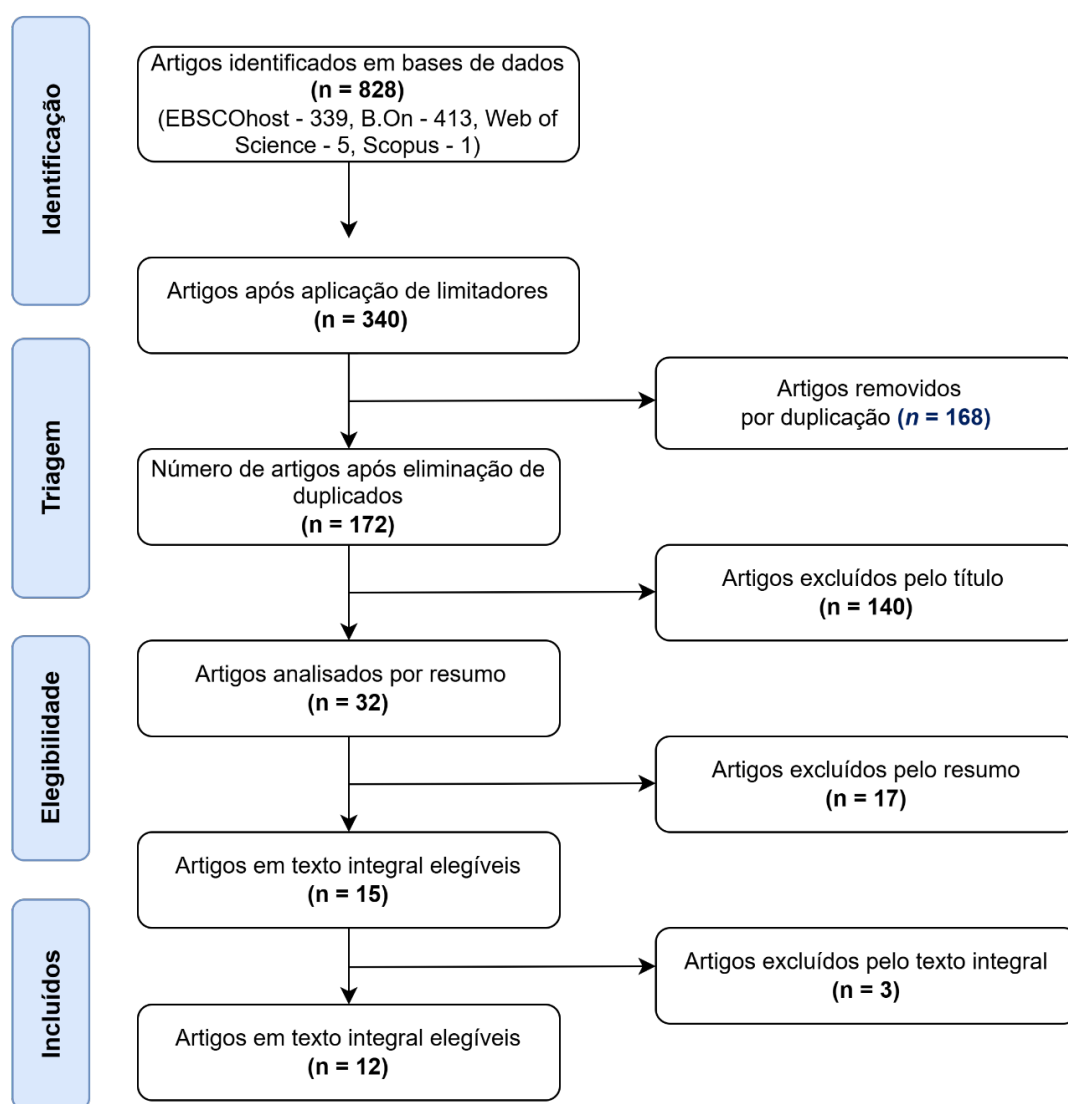 Identificação
Artigos identificados em bases de dados
(n = 828)
(EBSCOhost - 339, B.On - 413, Web of
Science - 5, Scopus - 1)
Artigos após aplicação de limitadores
(n = 340)
Triagem
Artigos removidos
por duplicação (n = 168)
Número de artigos após eliminação de
duplicados
(n = 172)
Artigos excluídos pelo título
(n = 140)
Elegibilidade
Artigos analisados por resumo
(n = 32)
Artigos excluídos pelo resumo
(n = 17)
Artigos em texto integral elegíveis
(n = 15)
Incluídos
Artigos excluídos pelo texto integral
(n = 3)
Artigos em texto integral elegíveis
(n = 12)